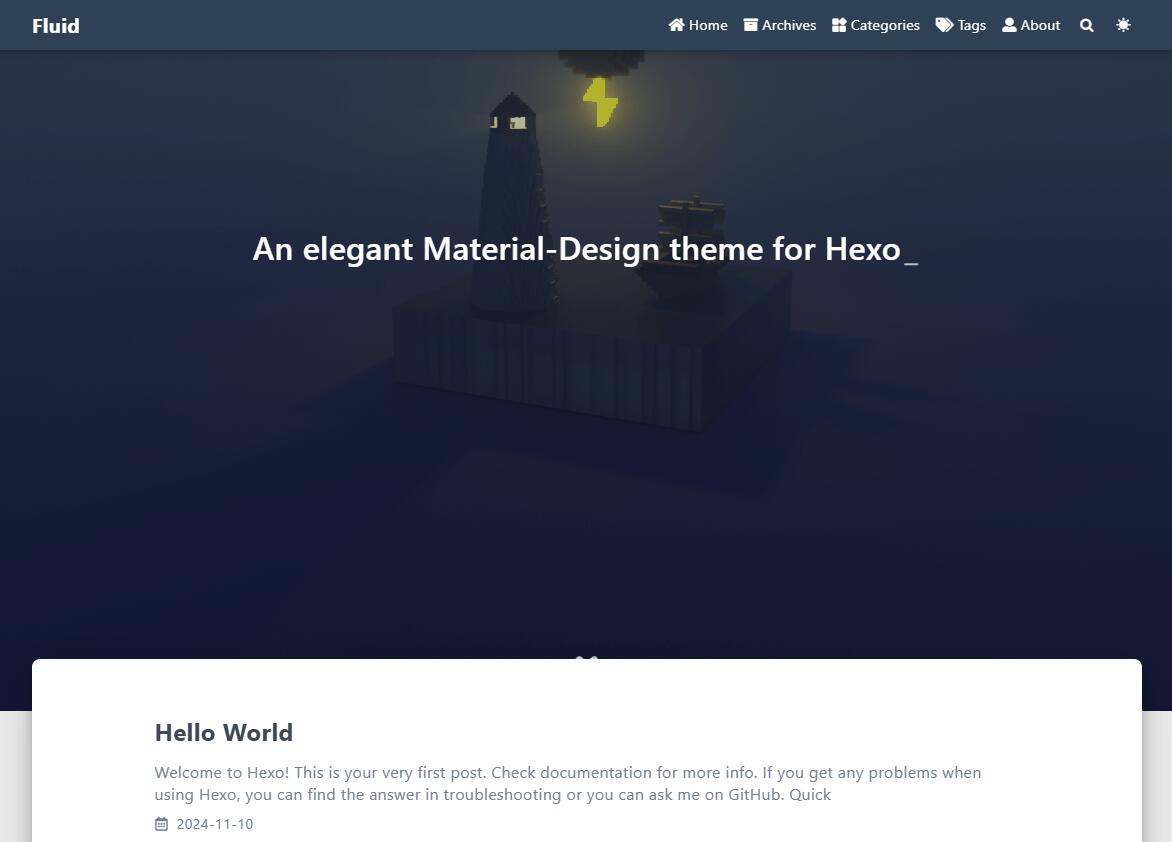 Fluid
Home Archives Categories Tags About
An elegant Material-Design theme for Hexo_
Hello World
Welcome to Hexo! This is your very first post. Check documentation for more info. If you get any problems when
using Hexo, you can find the answer in troubleshooting or you can ask me on GitHub. Quick
2024-11-10